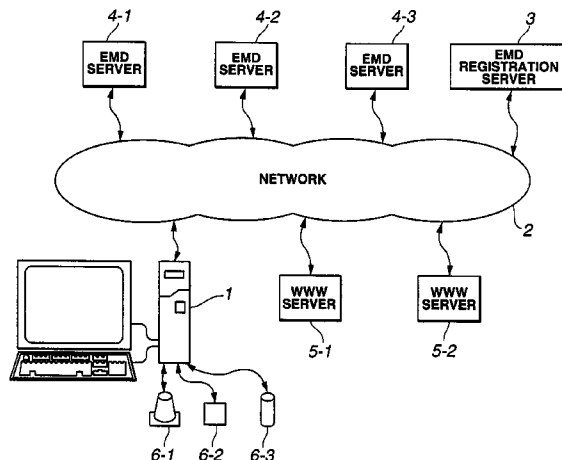 4-1
4-2
4-3
3
EMD
SERVER
EMD
SERVER
EMD
SERVER
EMD
REGISTRATION
SERVER
NETWORK
2
1
WWW
SERVER
WWW
SERVER
5-1
5-2
6-1
6-2
6-3